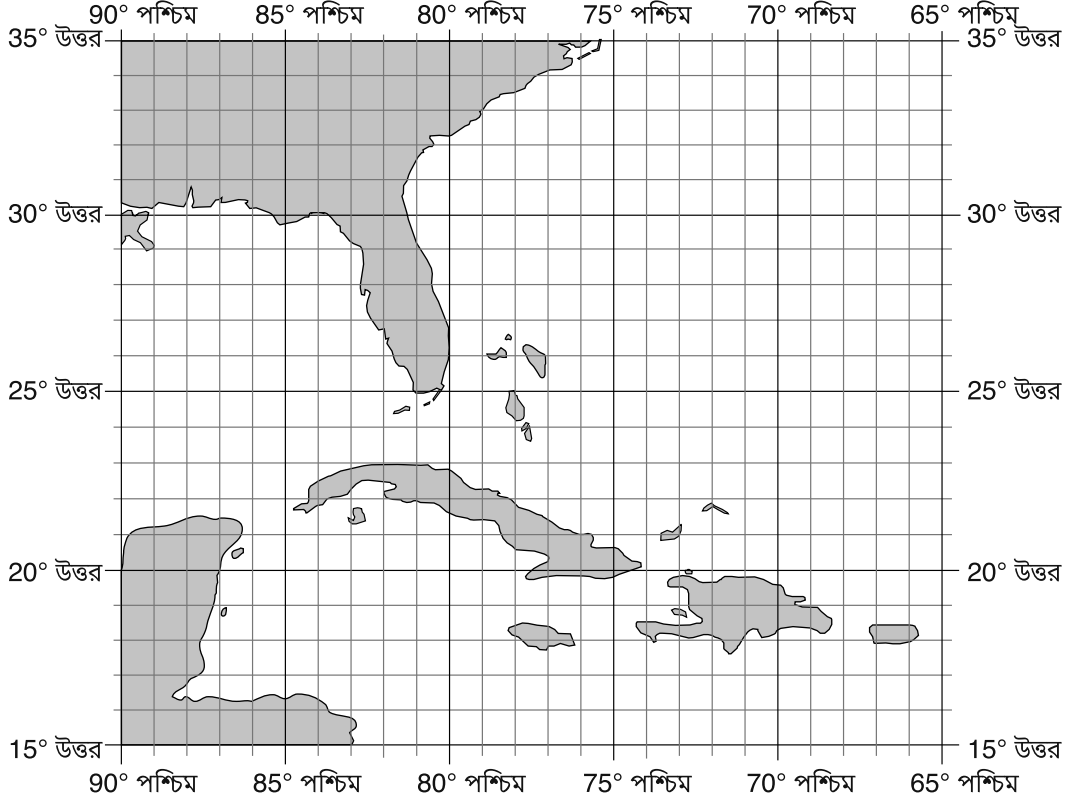 90° পশ্চিম 85° পশ্চিম 80° পশ্চিম 75° পশ্চিম 70° পশ্চিম 65° পশ্চিম
35° উত্তর 35° উত্তর
30° উত্তর 30° উত্তর
25° উত্তর 25° উত্তর
20° উত্তর 20° উত্তর
15° উত্তর 15° উত্তর
90° পশ্চিম 85° পশ্চিম 80° পশ্চিম 75° পশ্চিম 70° পশ্চিম 65° পশ্চিম